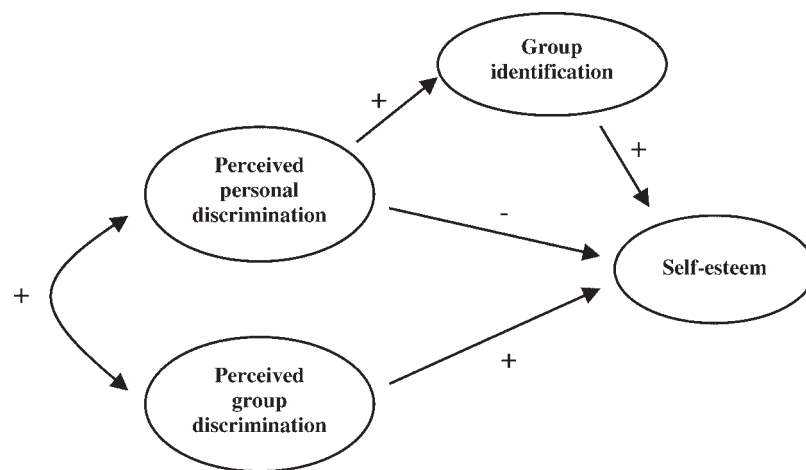 Group
identification
+
+
Perceived
personal
discrimination
-
Self-esteem
+
+
Perceived
group
discrimination